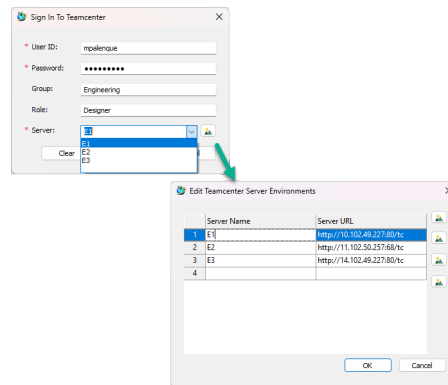 Sign In To Teamcenter
* User ID: mpalenque
* Password: ●●●●●●●●●
Group: Engineering
Role: Designer
* Server: E1
E1
E2
E3
Clear
Edit Teamcenter Server Environments
Server Name Server URL
1 E1 http://10.102.49.227:80/tc
2 E2 http://11.102.50.257:68/tc
3 E3 http://14.102.49.227:80/tc
4
OK Cancel